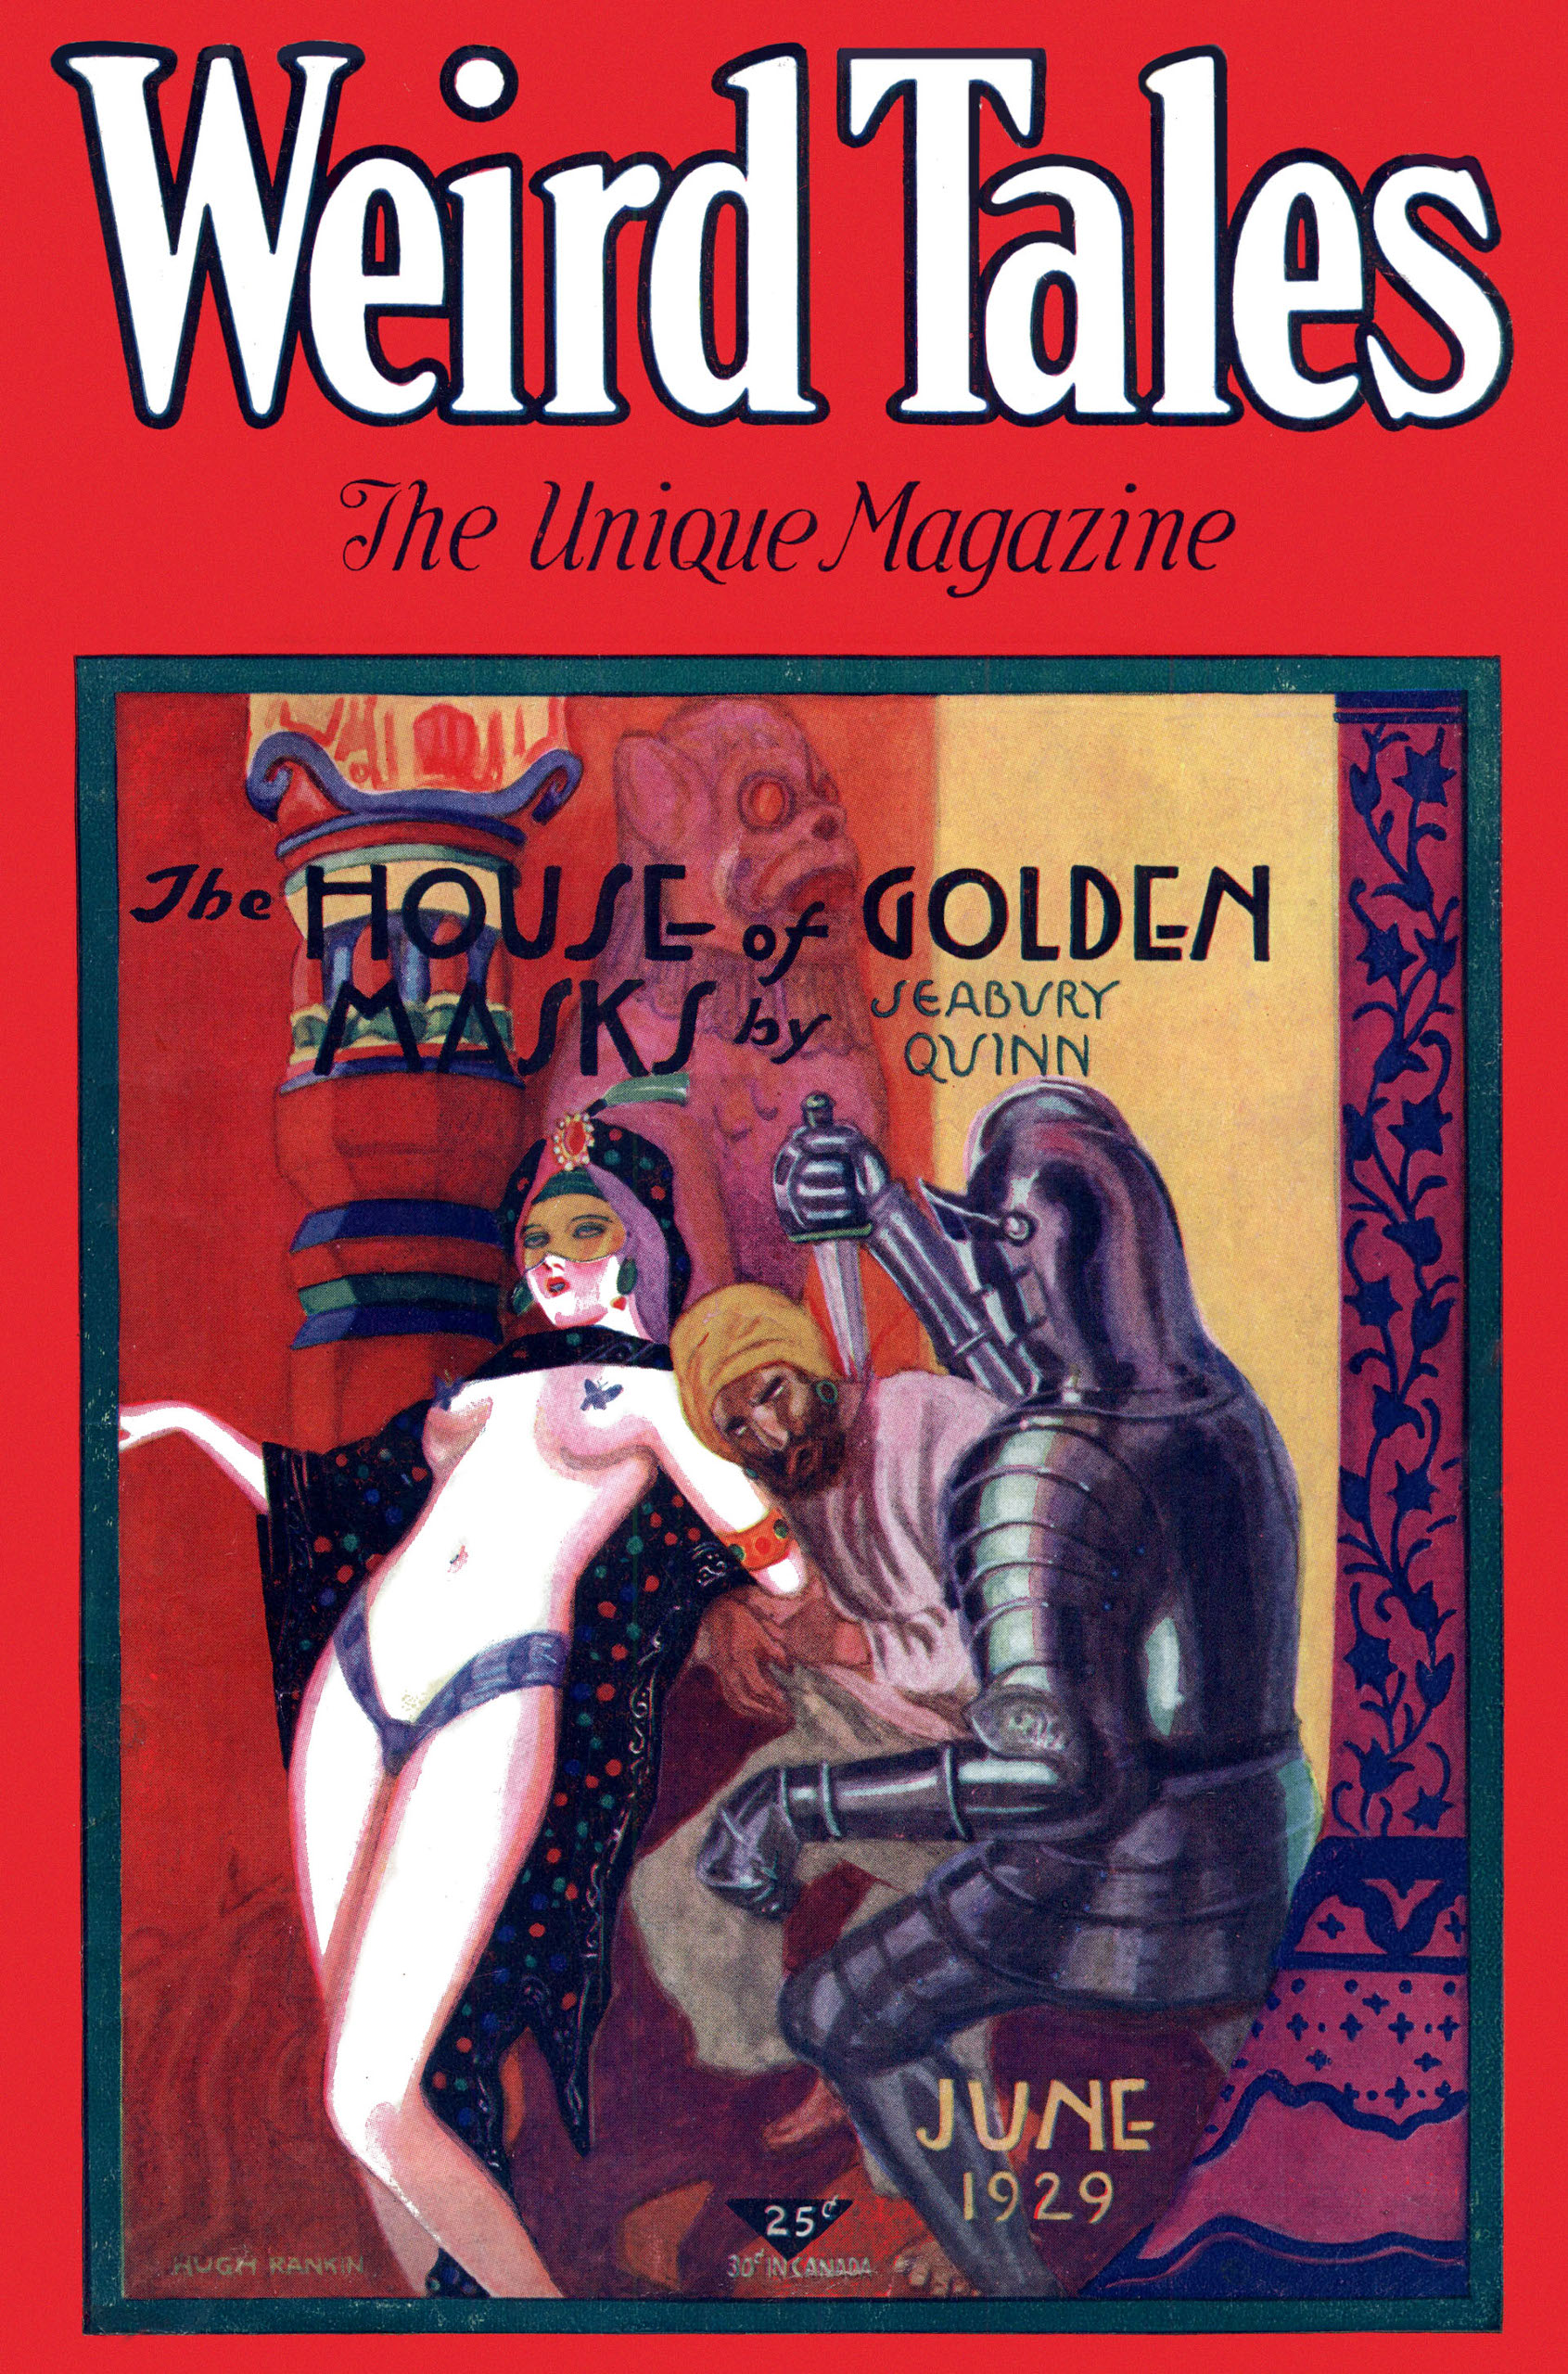 Weird Tales
The Unique Magazine
The HOUSE of GOLDEN
MASKS by SEABURY
QUINN
JUNE
1929
25¢
30¢ IN CANADA
HUGH RANKIN